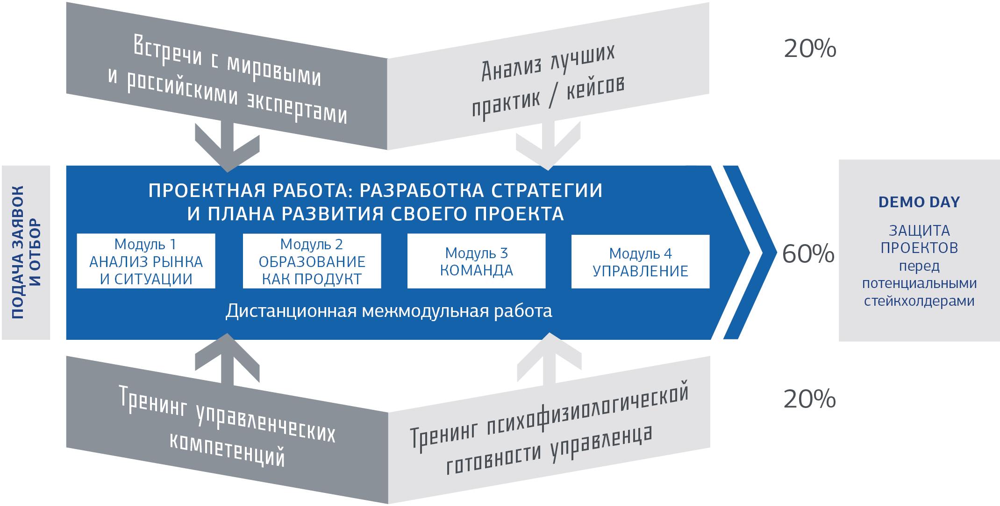 Встречи с мировыми
и российскими экспертами
Анализ лучших
практик / кейсов
20%
ПОДАЧА ЗАЯВОК
И ОТБОР
ПРОЕКТНАЯ РАБОТА: РАЗРАБОТКА СТРАТЕГИИ
И ПЛАНА РАЗВИТИЯ СВОЕГО ПРОЕКТА
Модуль 1
АНАЛИЗ РЫНКА
И СИТУАЦИИ
Модуль 2
ОБРАЗОВАНИЕ
КАК ПРОДУКТ
Модуль 3
КОМАНДА
Модуль 4
УПРАВЛЕНИЕ
Дистанционная межмодульная работа
60%
DEMO DAY
ЗАЩИТА
ПРОЕКТОВ
перед
потенциальными
стейкхолдерами
Тренинг управленческих
компетенций
Тренинг психофизиологической
готовности управленца
20%